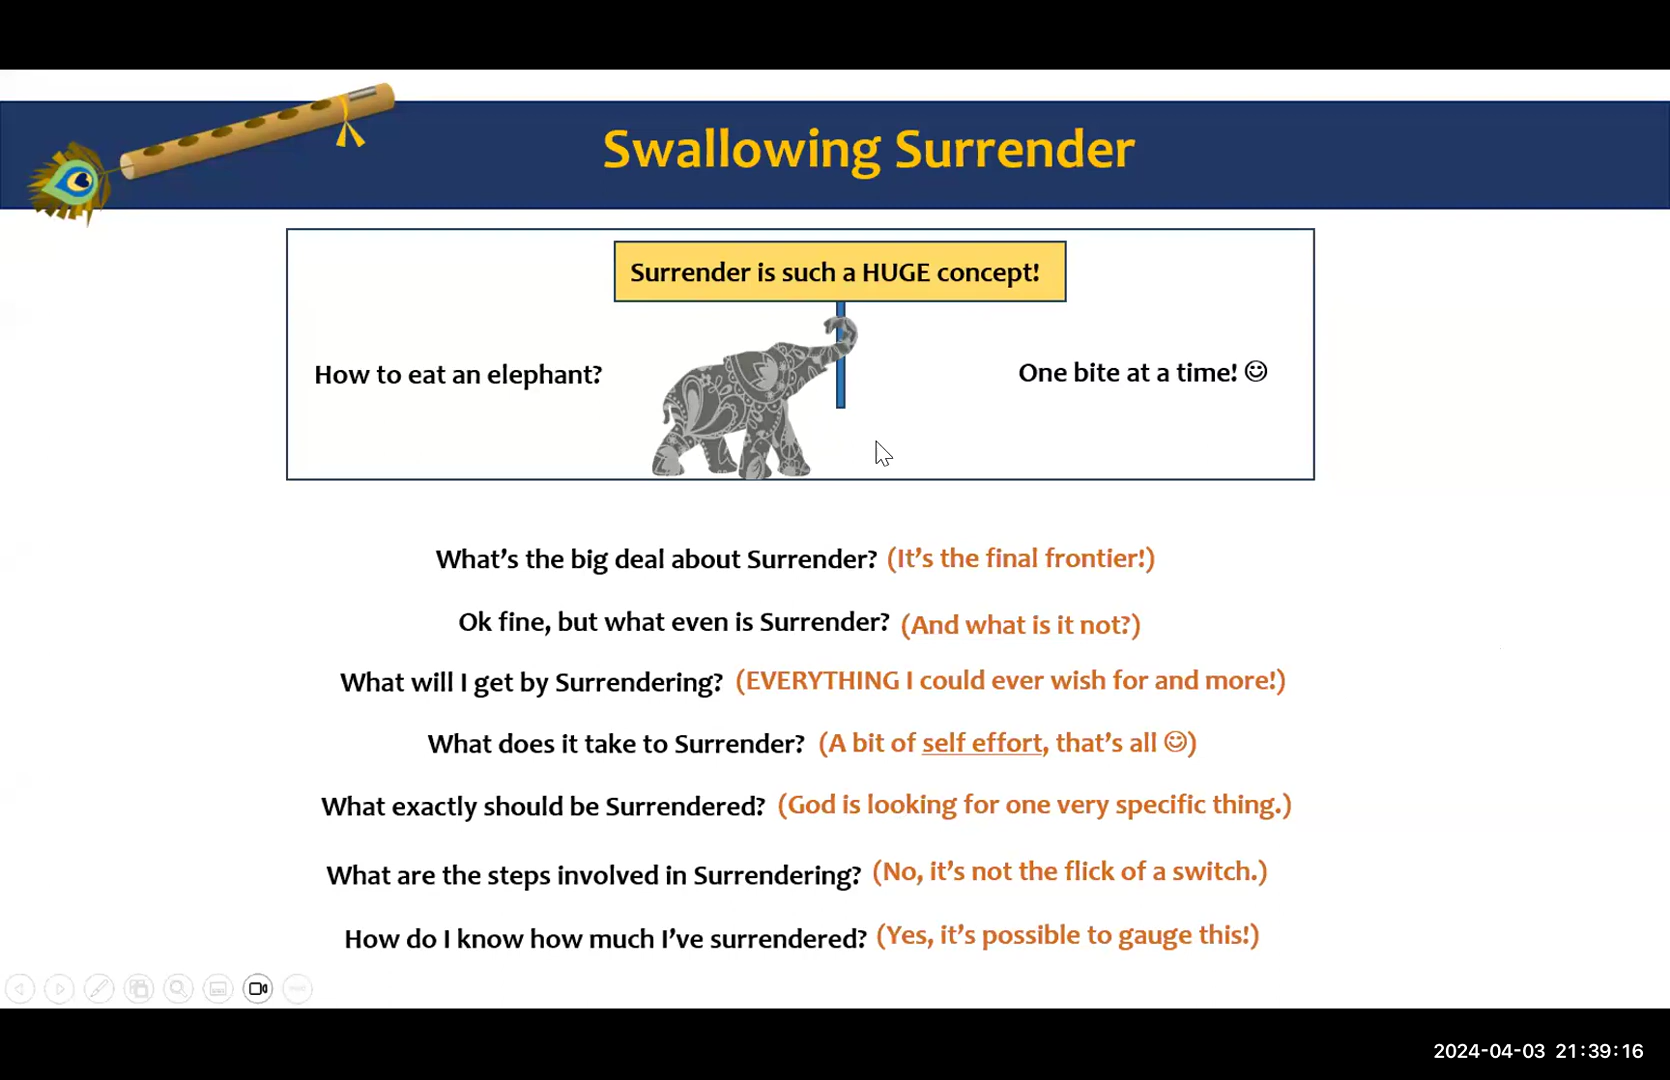 Swallowing Surrender
Surrender is such a HUGE concept!
How to eat an elephant?
One bite at a time! ☺
What's the big deal about Surrender? (It's the final frontier!)
Ok fine, but what even is Surrender? (And what is it not?)
What will I get by Surrendering? (EVERYTHING I could ever wish for and more!)
What does it take to Surrender? (A bit of self effort, that's all ☺)
What exactly should be Surrendered? (God is looking for one very specific thing.)
What are the steps involved in Surrendering? (No, it's not the flick of a switch.)
How do I know how much I've surrendered? (Yes, it's possible to gauge this!)
2024-04-03 21:39:16